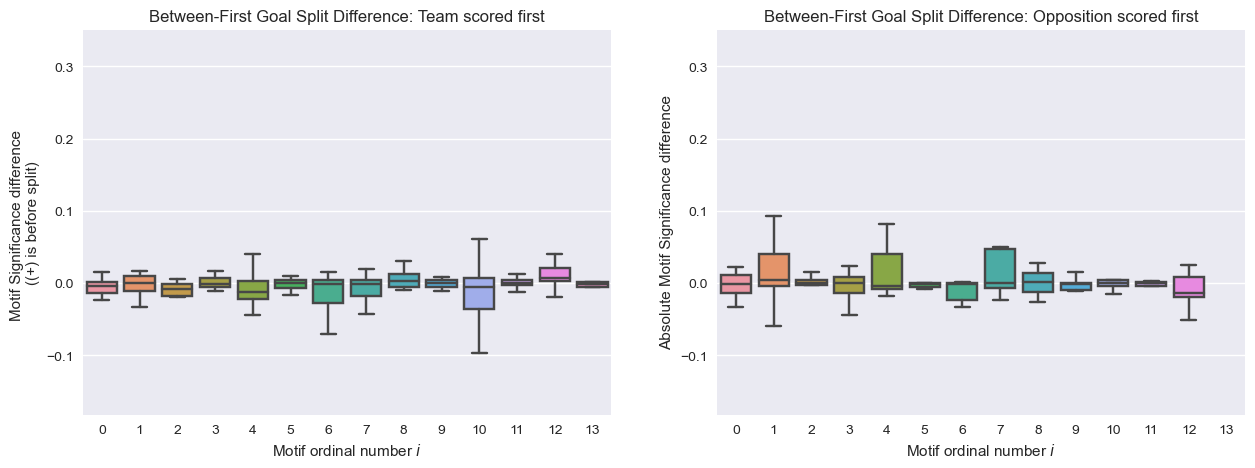 Between-First Goal Split Difference: Team scored first
Motif Significance difference
((+) is before split)
0.3
0.2
0.1
0.0
−0.1
0 1 2 3 4 5 6 7 8 9 10 11 12 13
Motif ordinal number i
Between-First Goal Split Difference: Opposition scored first
Absolute Motif Significance difference
0.3
0.2
0.1
0.0
−0.1
0 1 2 3 4 5 6 7 8 9 10 11 12 13
Motif ordinal number i